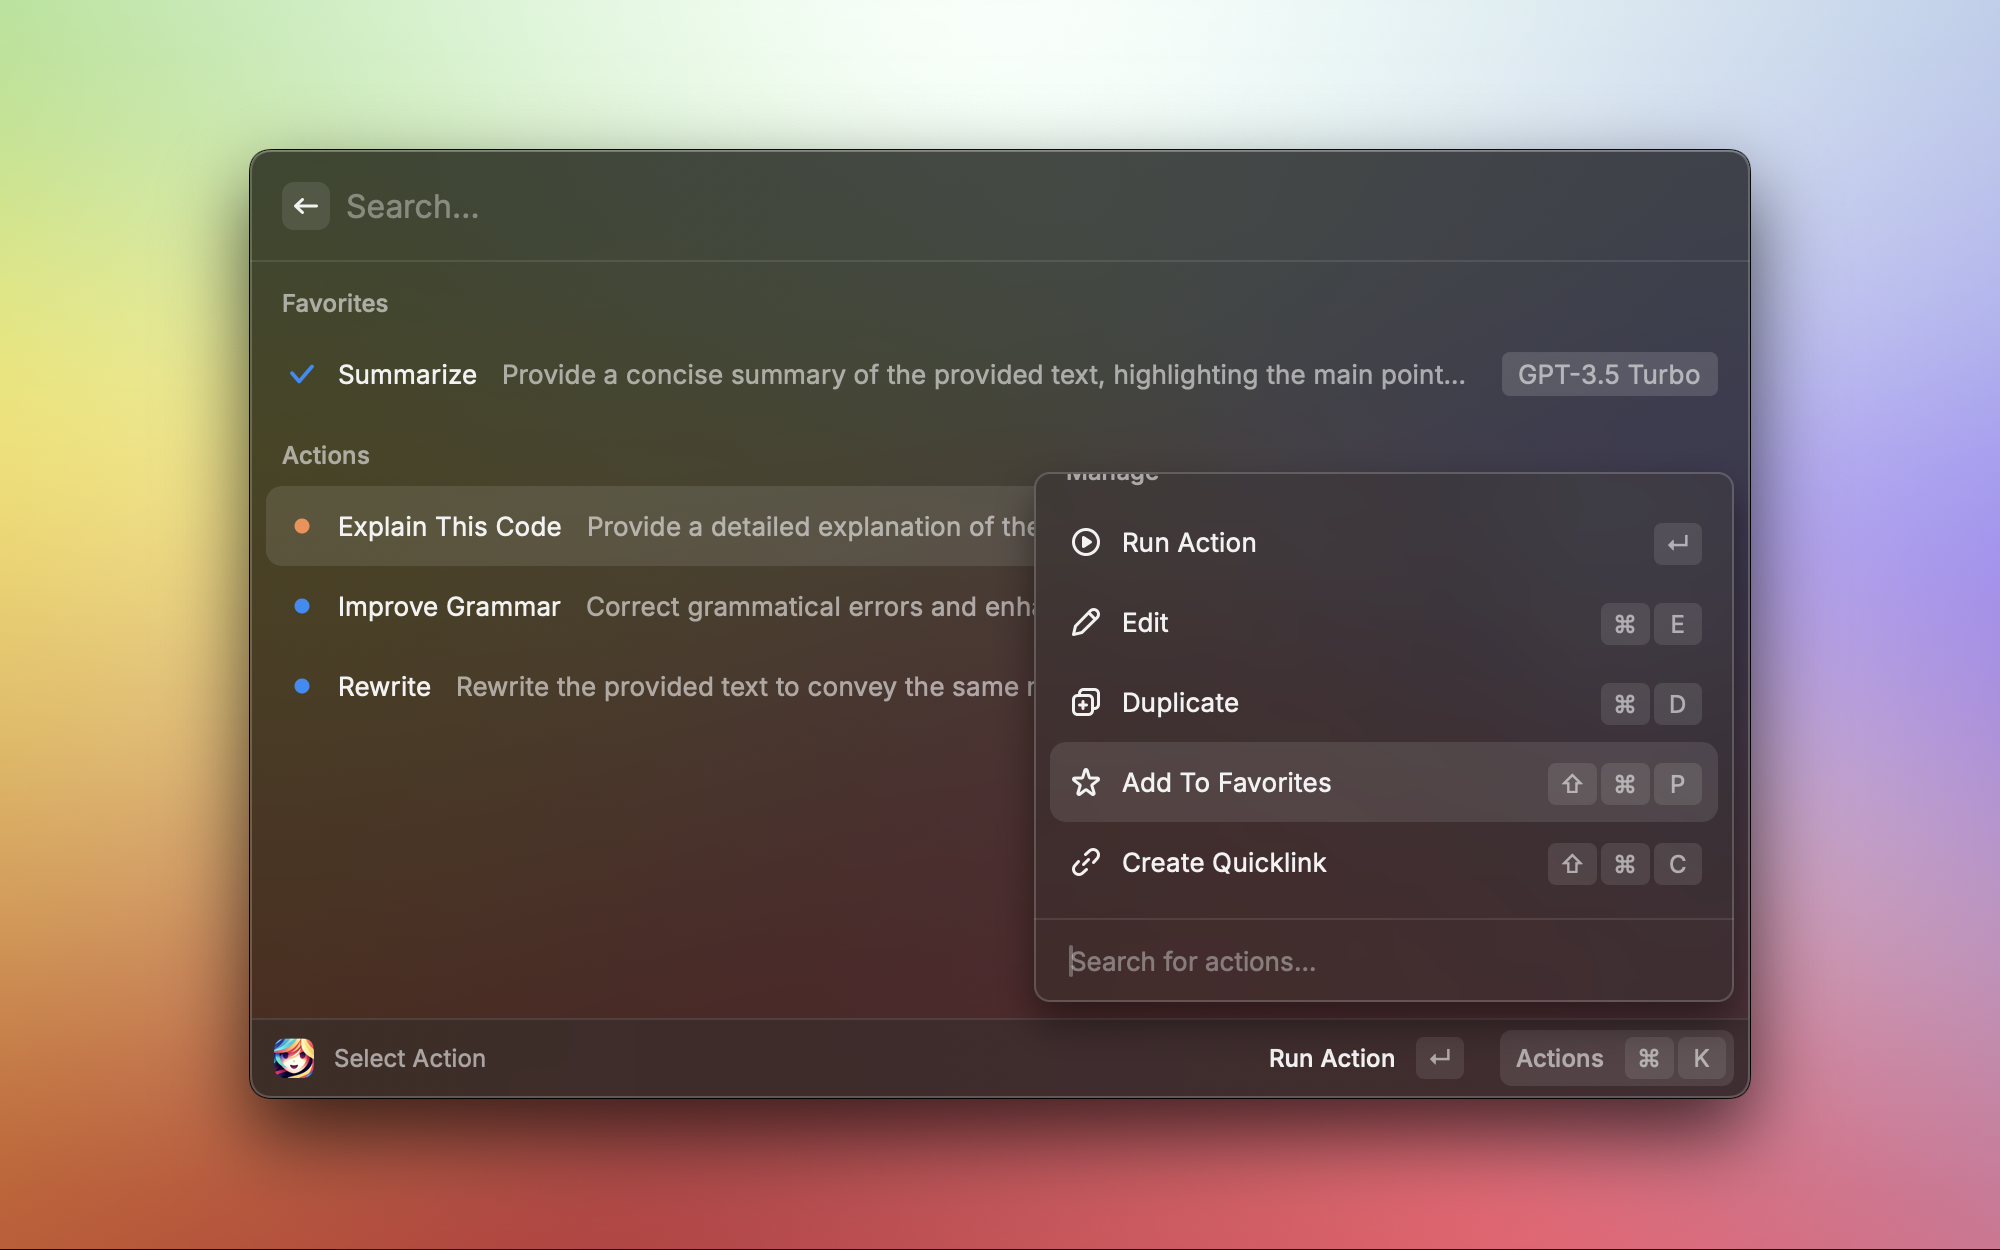 Search...
Favorites
Summarize Provide a concise summary of the provided text, highlighting the main point... GPT-3.5 Turbo
Actions
Manage
Explain This Code Provide a detailed explanation of the
Run Action ↵
Improve Grammar Correct grammatical errors and enha
Edit ⌘ E
Rewrite Rewrite the provided text to convey the same
Duplicate ⌘ D
Add To Favorites ⇧ ⌘ P
Create Quicklink ⇧ ⌘ C
Search for actions...
Select Action Run Action ↵ Actions ⌘ K